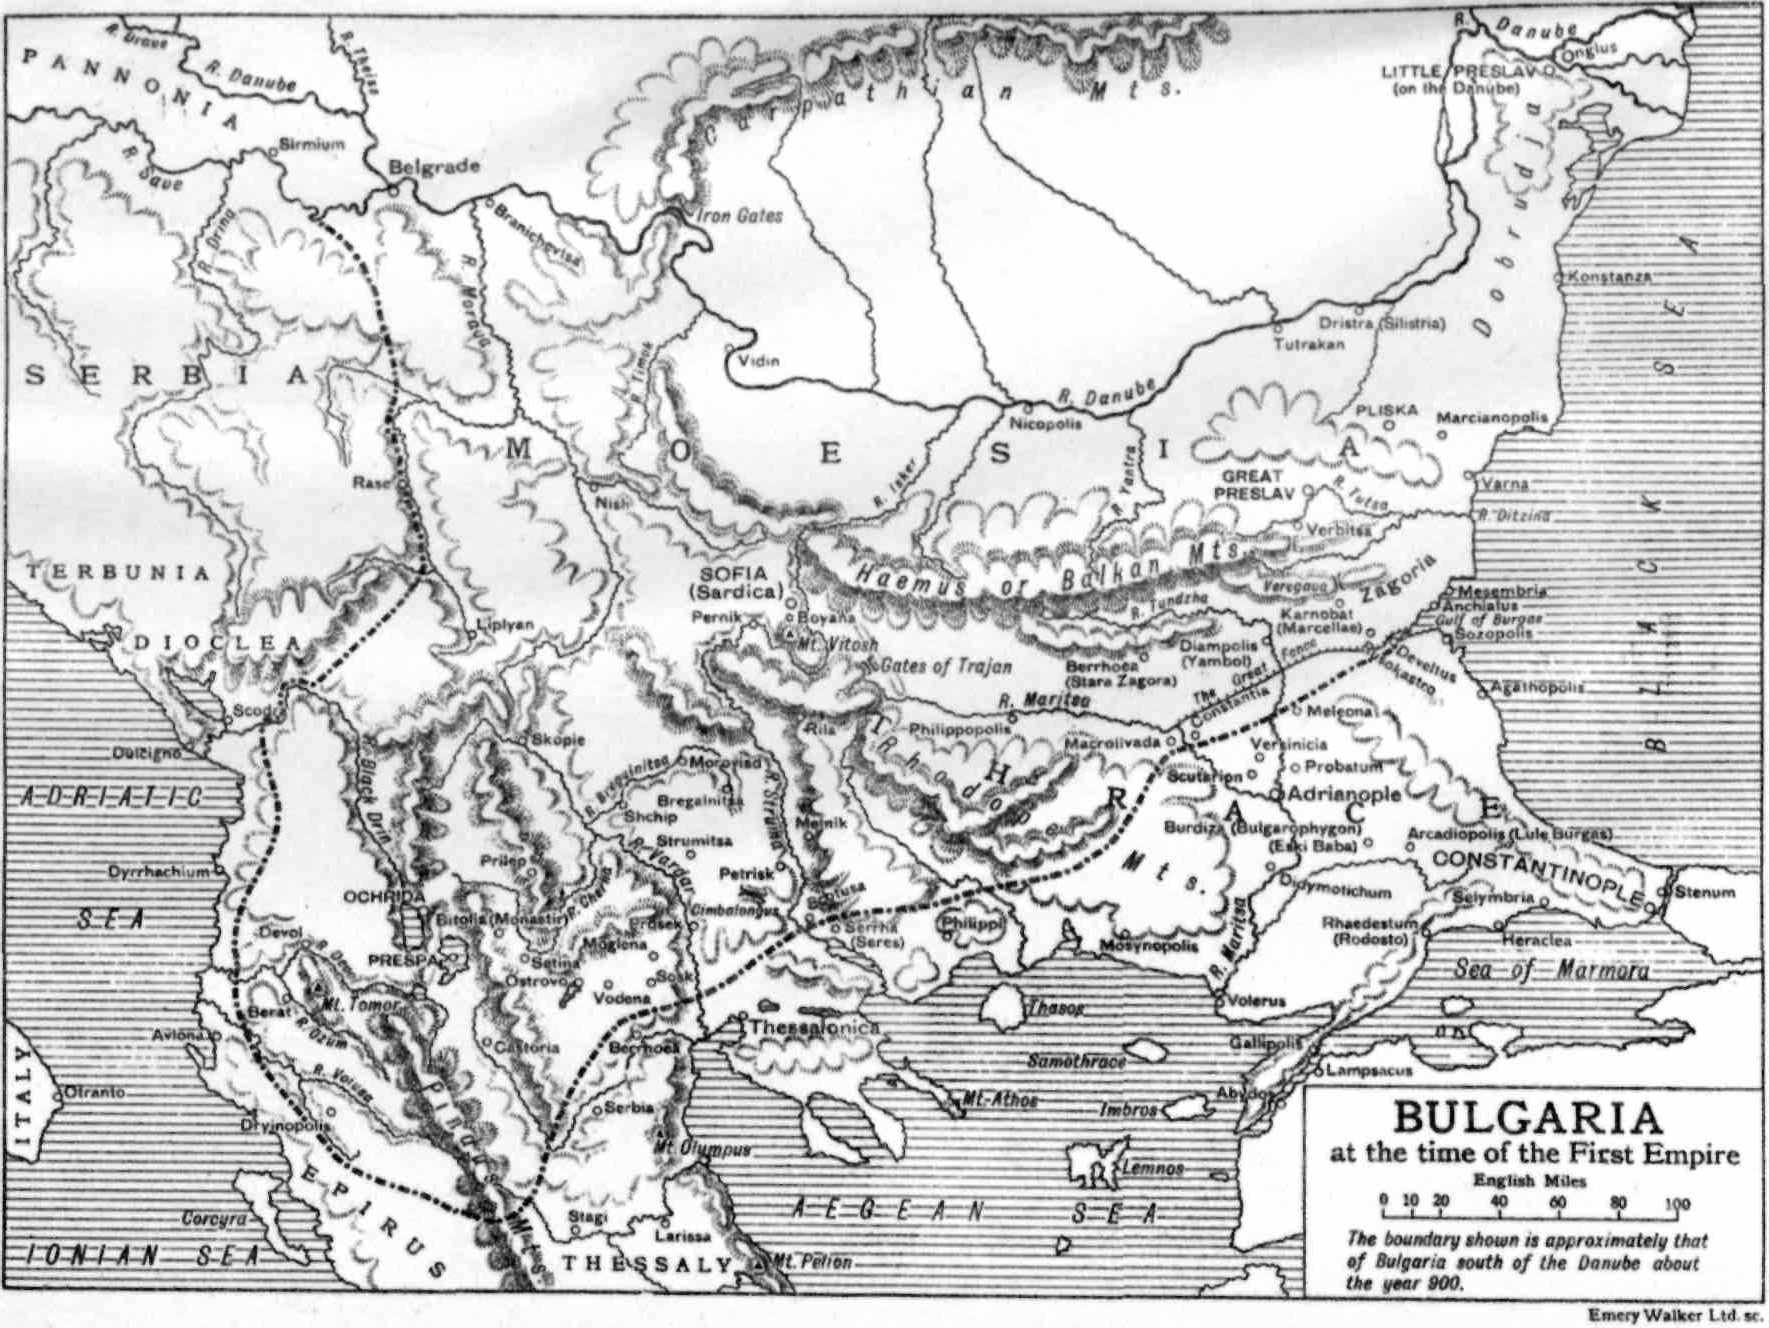 R. Drave
R. Theiss
R. Danube
PANNONIA
R. Danube
Onglus
LITTLE PRESLAV
(on the Danube)
Carpathian Mts.
Sirmium
R. Save
Belgrade
R. Drina
Branichevtsa
Iron Gates
Dobrudja
R. Morava
Konstanza
BLACK SEA
SERBIA
R. Timok
Vidin
Dristra (Silistria)
Tutrakan
R. Danube
Nicopolis
PLISKA
Marcianopolis
MOESIA
Rasc
Nish
R. Isker
R. Yantra
GREAT
PRESLAV
R. Tutsa
Varna
R. Ditzina
Verbitsa
TERBUNIA
SOFIA
(Sardica)
Haemus or Balkan Mts.
Veregava
Zagoria
Mesembria
Anchialus
Gulf of Burgas
Sozopolis
Pernik
Boyana
Mt. Vitosh
R. Tundzha
Karnobat
(Marcellae)
DIOCLEA
Liplyan
Gates of Trajan
Berrhoea
(Stara Zagora)
Diampolis
(Yambol)
The Great Fence
Develtus
Rusokastro
Agathopolis
Scodra
R. Maritsa
Constantia
Meleona
Dulcigno
Skopie
Rila
Philippopolis
Macrolivada
Versinicia
Rhodope Mts.
THRACE
Scutarion
Probatum
Adrianople
ADRIATIC
SEA
R. Black Drin
R. Bregalnitsa
Morovisd
Bregalnitsa
Shchip
R. Struma
Melnik
Burdiza (Bulgarophygon)
(Eski Baba)
Arcadiopolis (Lule Burgas)
Strumitsa
R. Vardar
Prilep
Petrisk
CONSTANTINOPLE
Dyrrhachium
Stenum
OCHRIDA
Bitolia (Monastir)
R. Cherna
Prosek
Cimbalongus
Didymotichum
Selymbria
Serrha
(Seres)
Philippi
Mosynopolis
R. Maritsa
Rhaedestum
(Rodosto)
Heraclea
Devol
R. Devol
PRESPA
Setina
Moglena
Ostrovo
Vodena
Sosk
Sea of Marmora
Mt. Tomor
Berat
R. Ozum
Avlona
Castoria
Berrhoea
Thessalonica
Thasos
Volerus
Samothrace
Gallipolis
Lampsacus
ITALY
Otranto
R. Voiusa
Dryinopolis
Pindus Mts.
Serbia
Mt. Olympus
Mt. Athos
Imbros
Abydos
Lemnos
EPIRUS
Corcyra
IONIAN SEA
Stagi
Larissa
THESSALY
Mt. Pelion
AEGEAN SEA
BULGARIA
at the time of the First Empire
English Miles
0 10 20 40 60 80 100
The boundary shown is approximately that
of Bulgaria south of the Danube about
the year 900.
Emery Walker Ltd. sc.